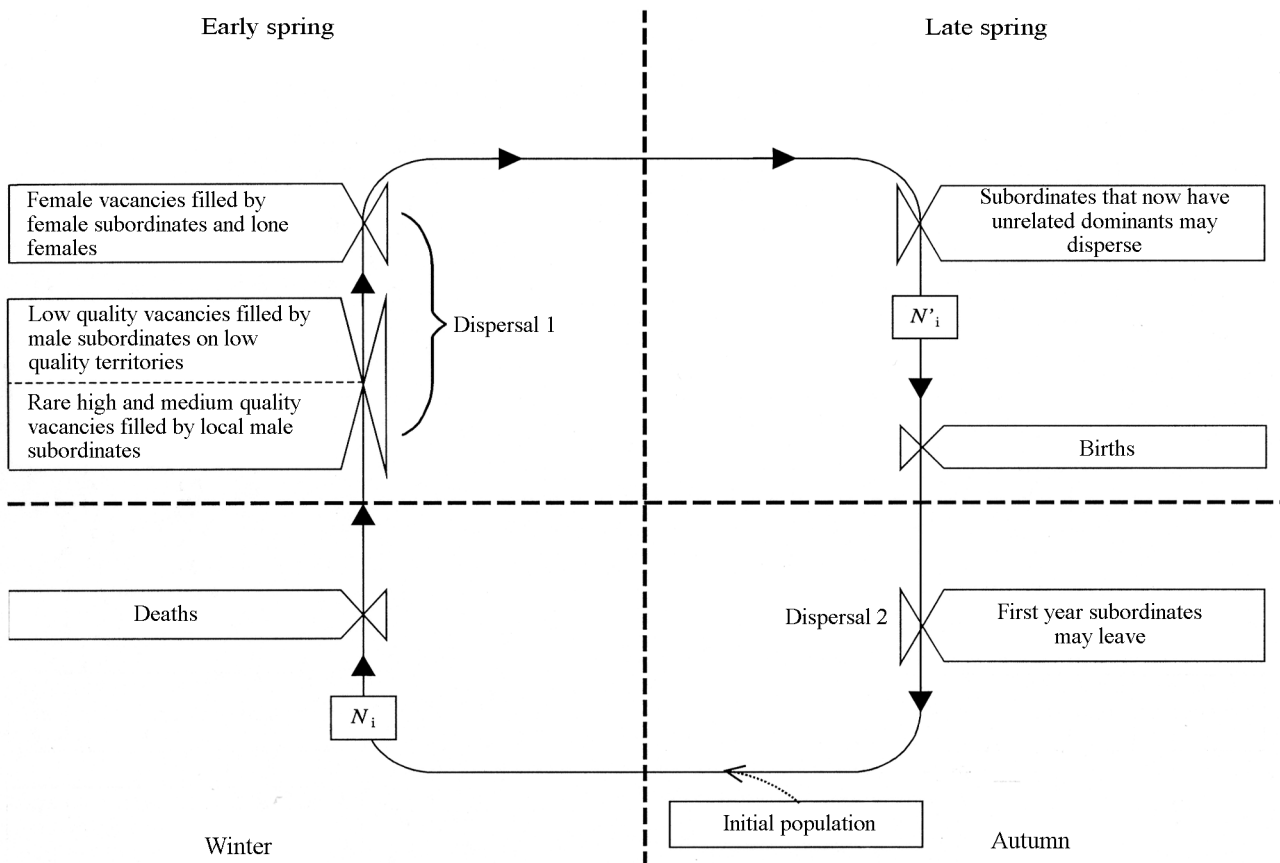 Early spring
Late spring
Female vacancies filled by
female subordinates and lone
females
Subordinates that now have
unrelated dominants may
disperse
Low quality vacancies filled by
male subordinates on low
quality territories
Dispersal 1
N'i
Rare high and medium quality
vacancies filled by local male
subordinates
Births
Deaths
Dispersal 2
First year subordinates
may leave
Ni
Initial population
Winter
Autumn